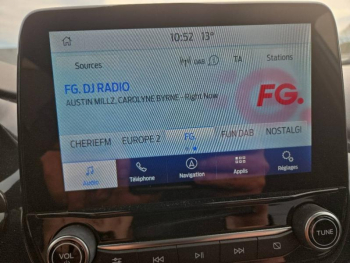 10:52 13°
Sources DAB TA Stations
FG. DJ RADIO
AUSTIN MILLZ, CAROLYNE BYRNE - Right Now
FG.
CHERIEFM EUROPE 2 FG. FUN DAB NOSTALGI
Audio Téléphone Navigation Applis Réglages
VOL TUNE